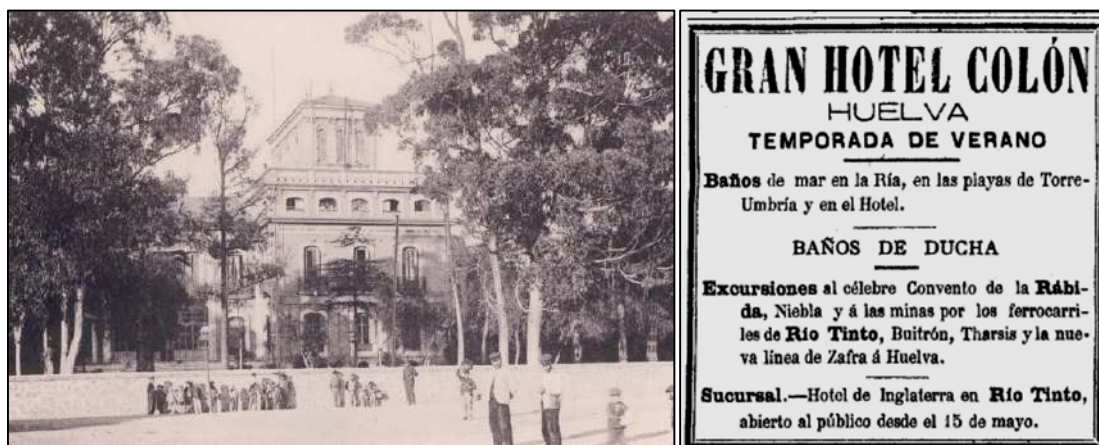 GRAN HOTEL COLÓN
HUELVA
TEMPORADA DE VERANO
Baños de mar en la Ría, en las playas de Torre-
Umbría y en el Hotel.
BAÑOS DE DUCHA
Excursiones al célebre Convento de la Rábi-
da, Niebla y á las minas por los ferrocarri-
les de Río Tinto, Buitrón, Tharsis y la nue-
va línea de Zafra á Huelva.
Sucursal.—Hotel de Inglaterra en Río Tinto,
abierto al público desde el 15 de mayo.